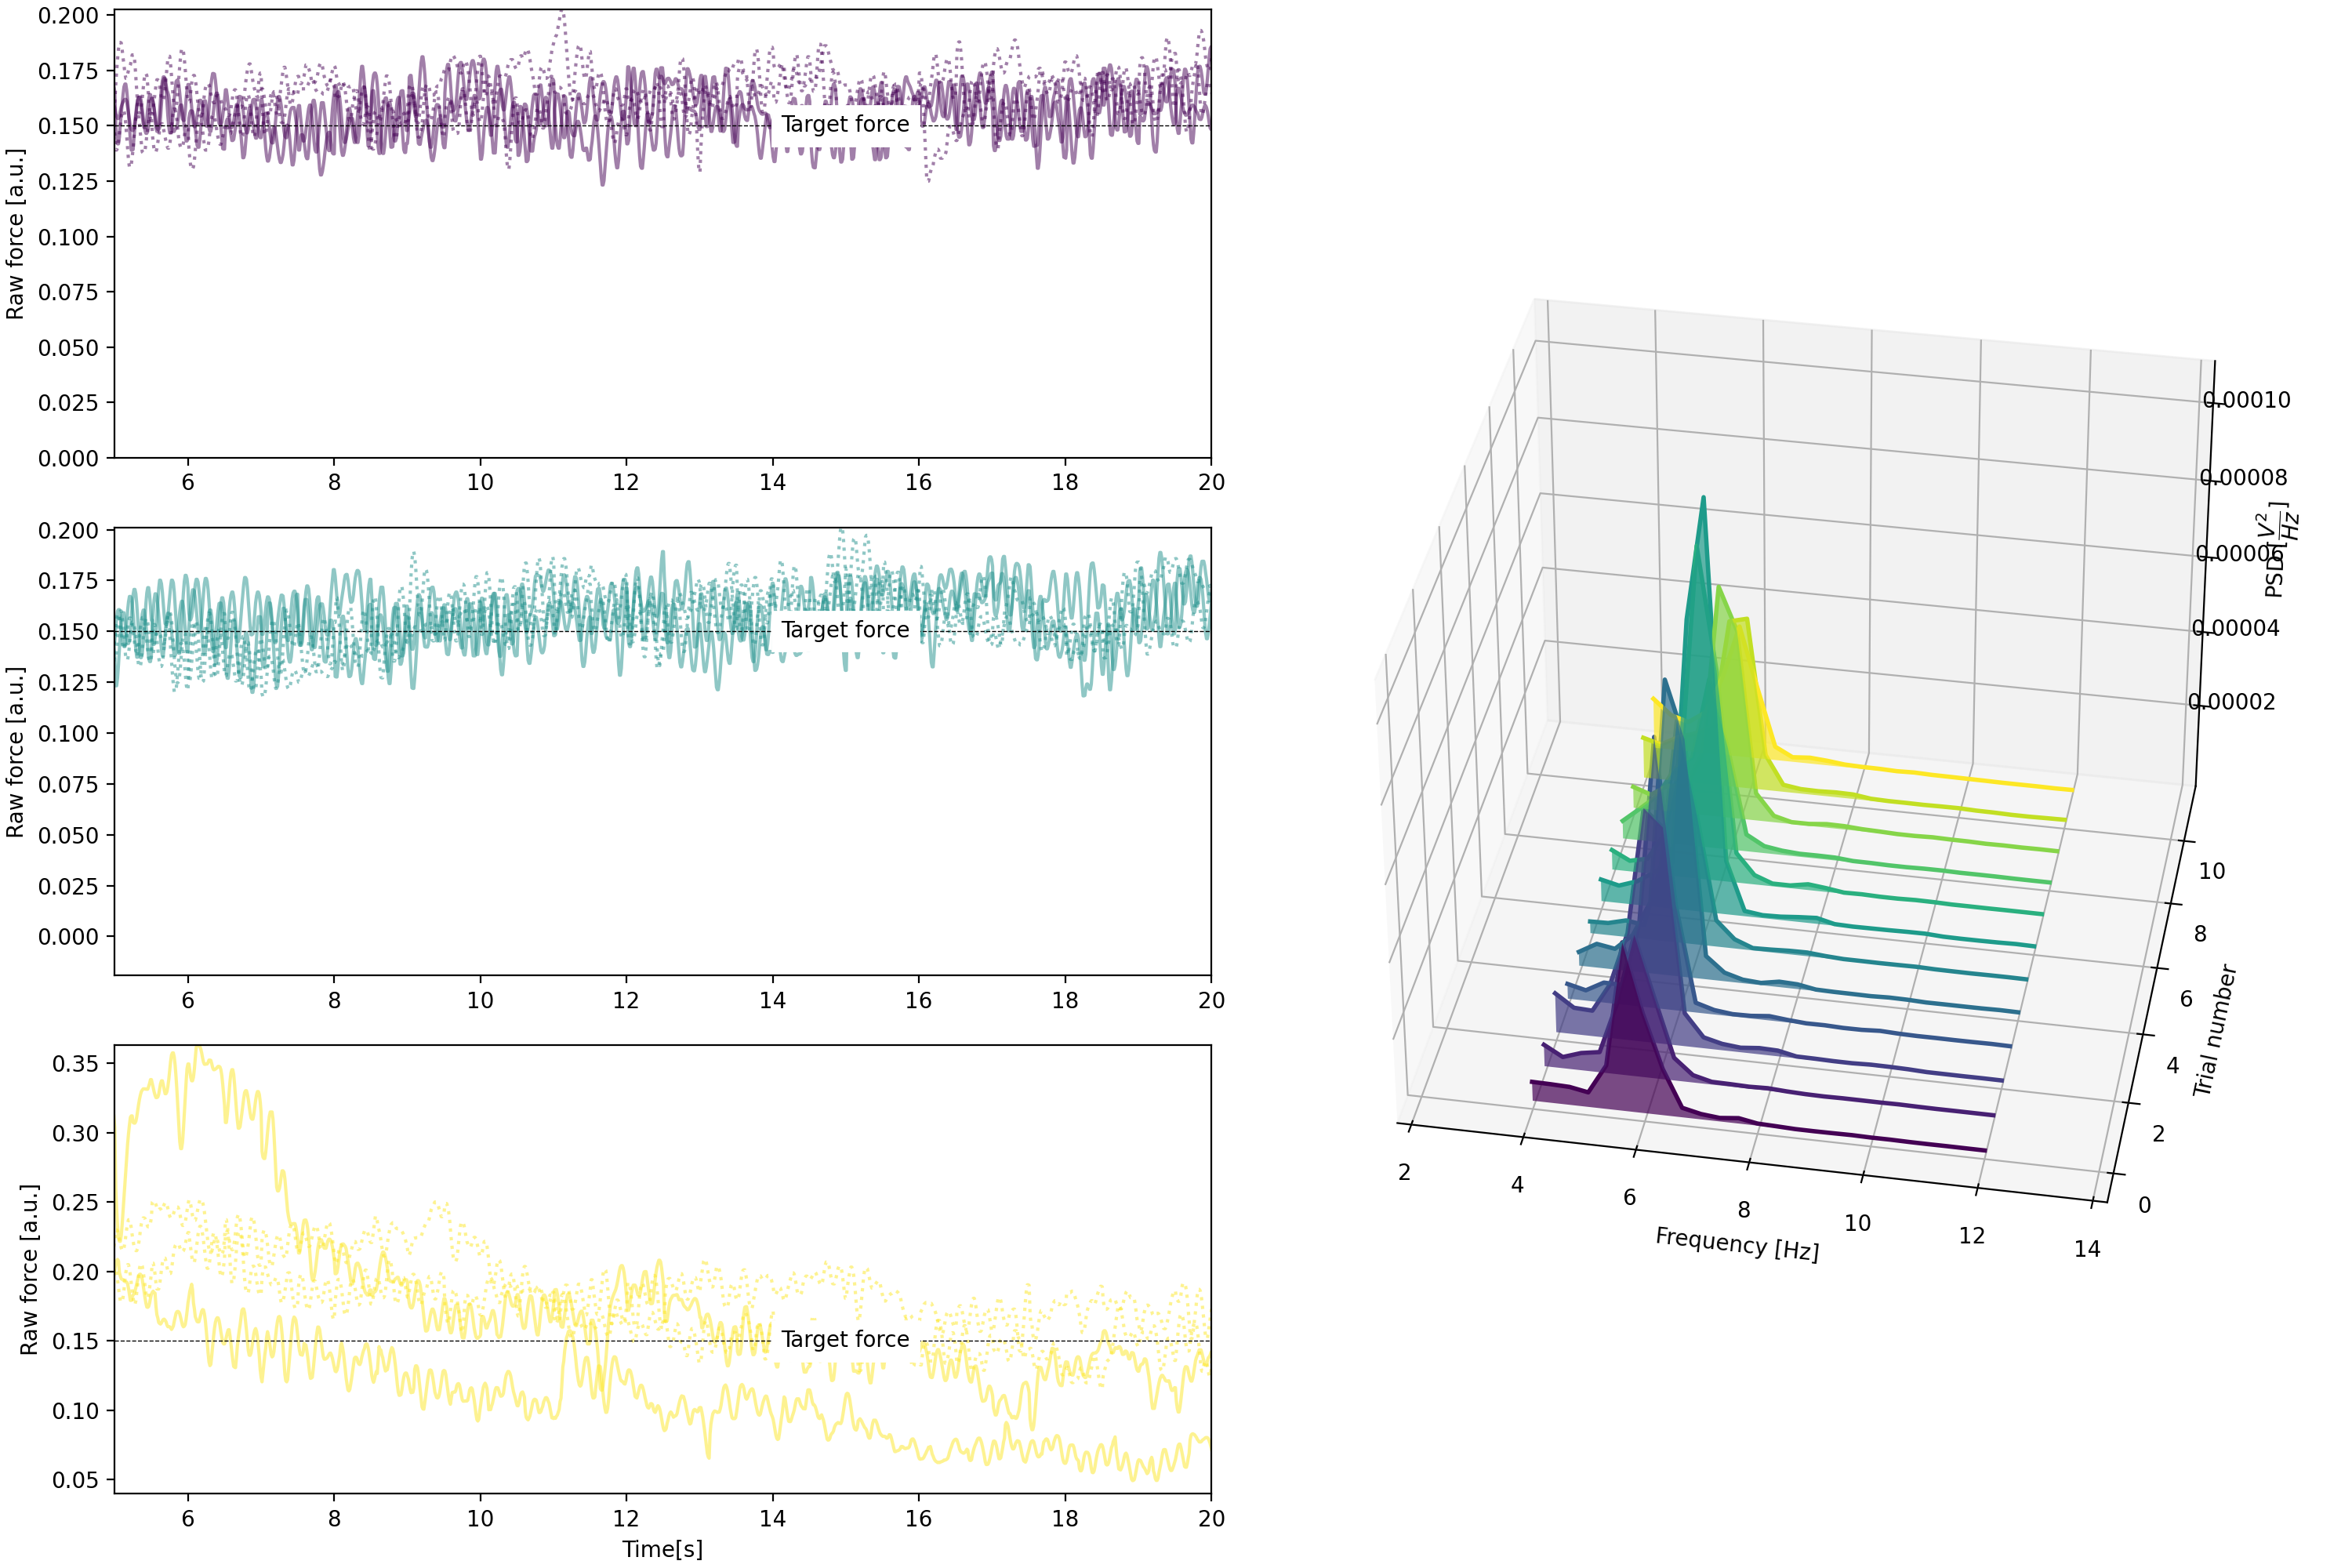 0.200
0.175
0.150
0.125
0.100
0.075
0.050
0.025
0.000
Raw force [a.u.]
Target force
6 8 10 12 14 16 18 20
0.200
0.175
0.150
0.125
0.100
0.075
0.050
0.025
0.000
Raw force [a.u.]
Target force
6 8 10 12 14 16 18 20
0.35
0.30
0.25
0.20
0.15
0.10
0.05
Raw force [a.u.]
Target force
6 8 10 12 14 16 18 20
Time[s]
0.00010
0.00008
0.00006
0.00004
0.00002
PSD[V²/Hz]
10
8
6
4
2
0
Trial number
2 4 6 8 10 12 14
Frequency [Hz]